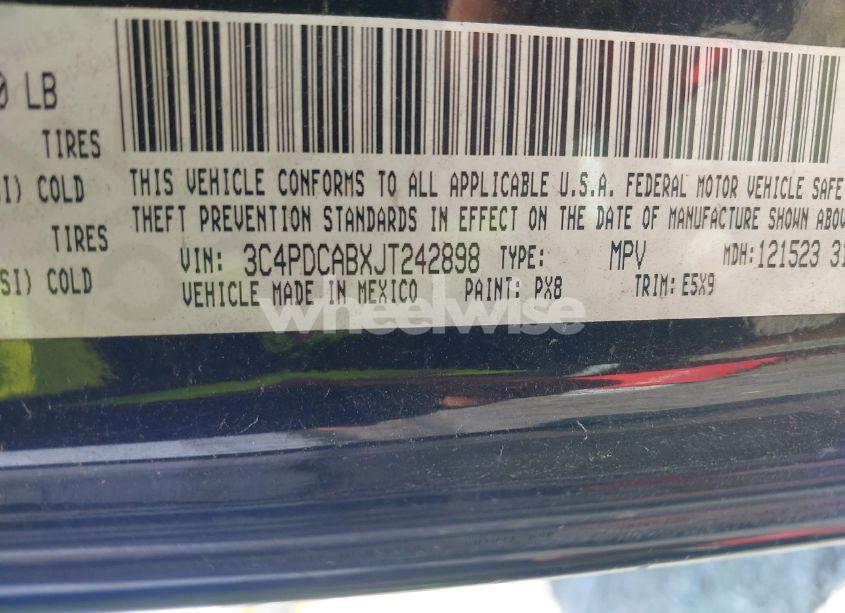 0 LB
TIRES
SI) COLD
TIRES
SI) COLD
THIS VEHICLE CONFORMS TO ALL APPLICABLE U.S.A. FEDERAL MOTOR VEHICLE SAFE
THEFT PREVENTION STANDARDS IN EFFECT ON THE DATE OF MANUFACTURE SHOWN ABOV
VIN: 3C4PDCABXJT242898 TYPE: MPV MDH:121523 31
VEHICLE MADE IN MEXICO PAINT: PX8 TRIM: E5X9
wheelwise